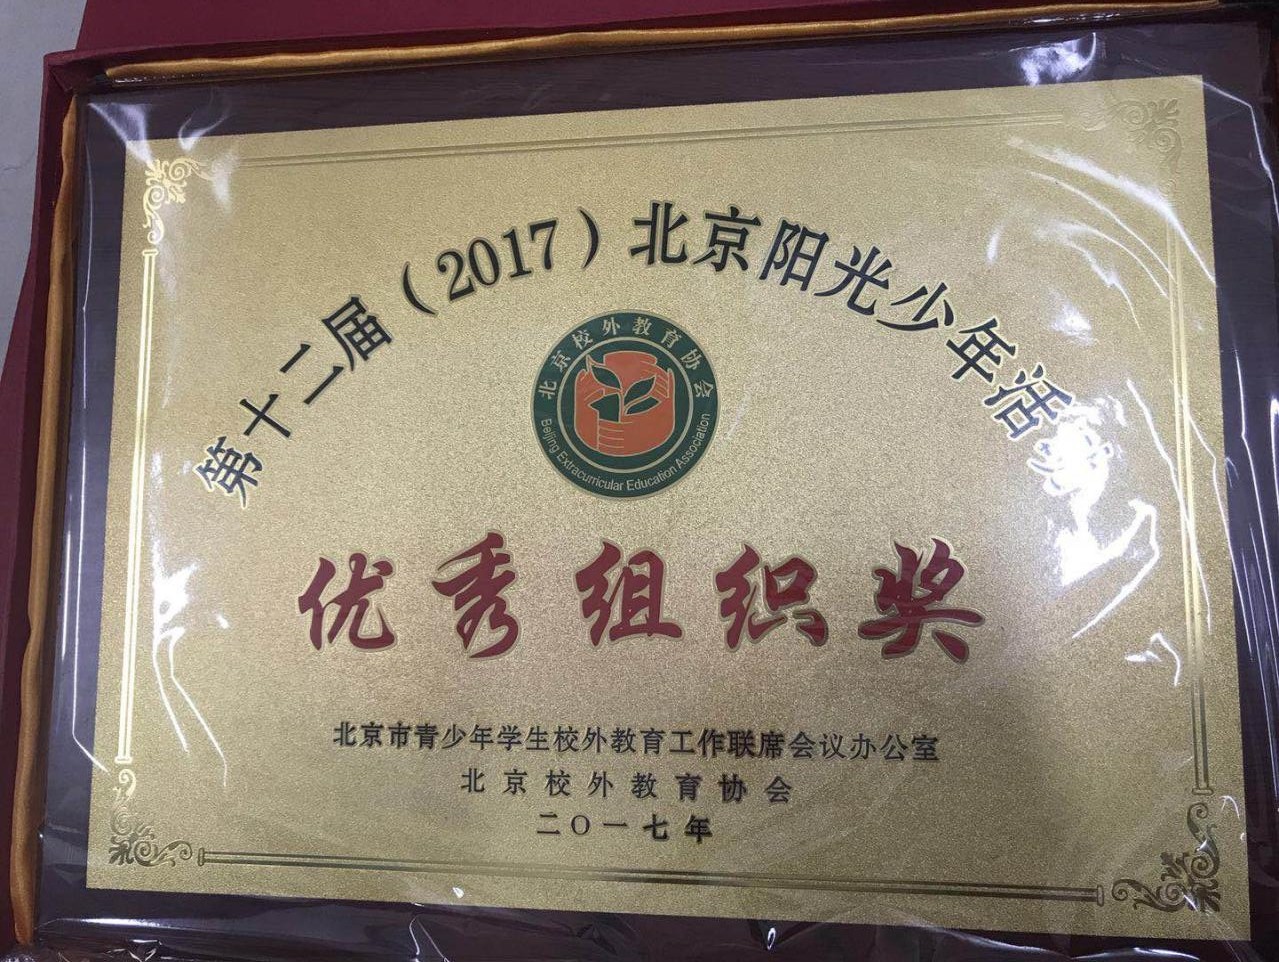 第十二届（2017）北京阳光少年活动
北京校外教育协会
Beijing Extracurricular Education Association
优秀组织奖
北京市青少年学生校外教育工作联席会议办公室
北京校外教育协会
二〇一七年